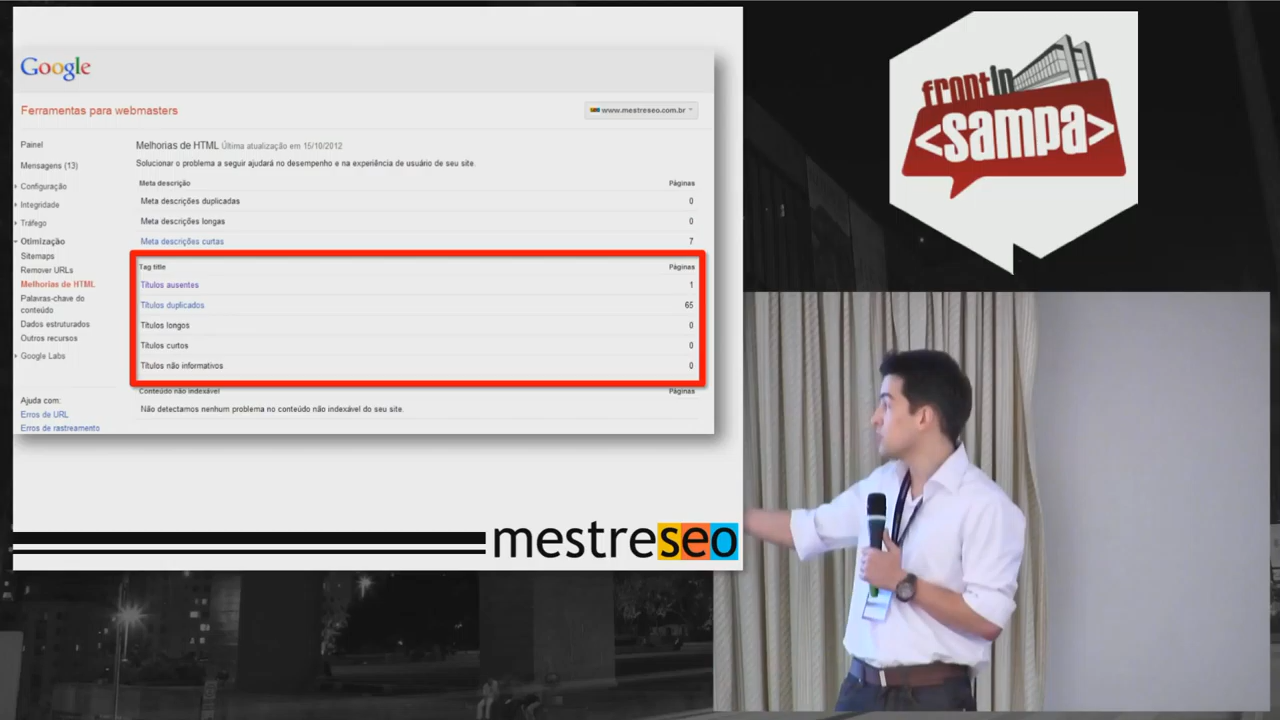 Google
Ferramentas para webmasters
www.mestreseo.com.br
Painel
Mensagens (13)
Configuração
Integridade
Tráfego
Otimização
Sitemaps
Remover URLs
Melhorias de HTML
Palavras-chave do
conteúdo
Dados estruturados
Outros recursos
Google Labs
Ajuda com:
Erros de URL
Erros de rastreamento
Melhorias de HTML Última atualização em 15/10/2012
Solucionar o problema a seguir ajudará no desempenho e na experiência de usuário de seu site.
Meta descrição Páginas
Meta descrições duplicadas 0
Meta descrições longas 0
Meta descrições curtas 7
Tag title Páginas
Títulos ausentes 1
Títulos duplicados 65
Títulos longos 0
Títulos curtos 0
Títulos não informativos 0
Conteúdo não indexável Páginas
Não detectamos nenhum problema no conteúdo não indexável do seu site.
mestreseo
frontin
<sampa>